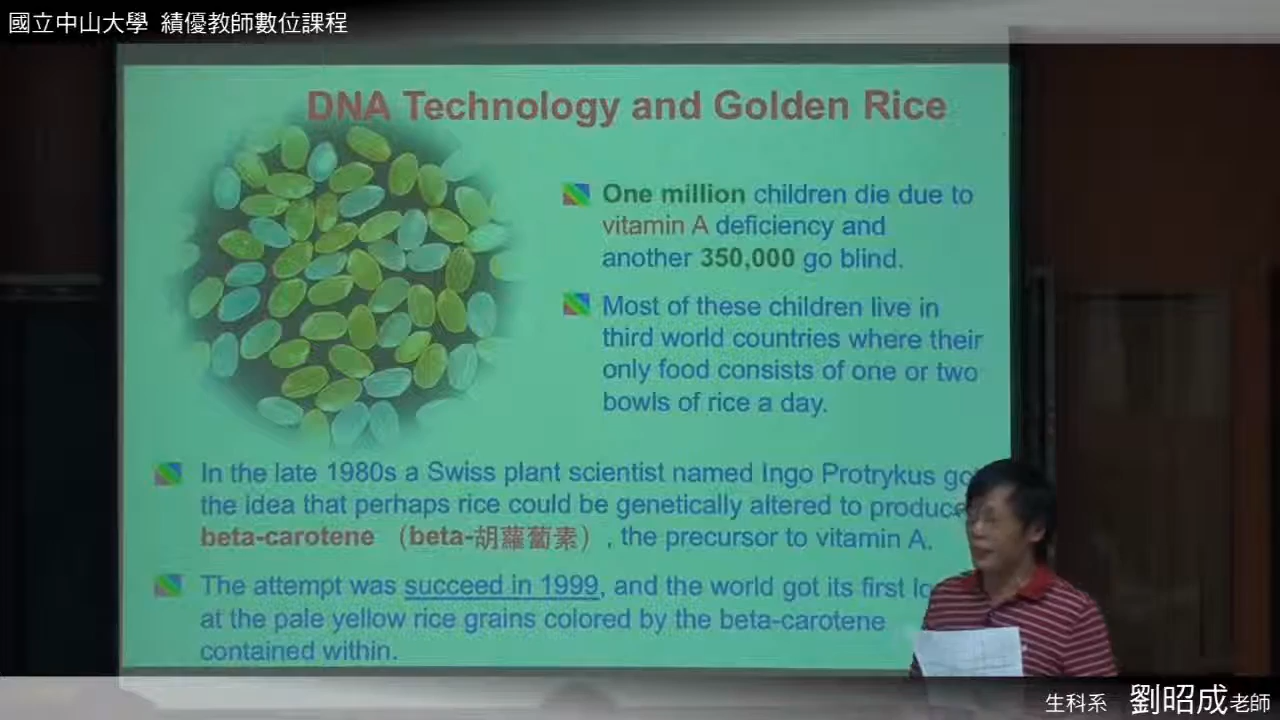 國立中山大學 績優教師數位課程
DNA Technology and Golden Rice
One million children die due to
vitamin A deficiency and
another 350,000 go blind.
Most of these children live in
third world countries where their
only food consists of one or two
bowls of rice a day.
In the late 1980s a Swiss plant scientist named Ingo Protrykus
the idea that perhaps rice could be genetically altered to produce
beta-carotene （beta-胡蘿蔔素）, the precursor to vitamin A.
The attempt was succeed in 1999, and the world got its first
at the pale yellow rice grains colored by the beta-carotene
contained within.
生科系 劉昭成老師